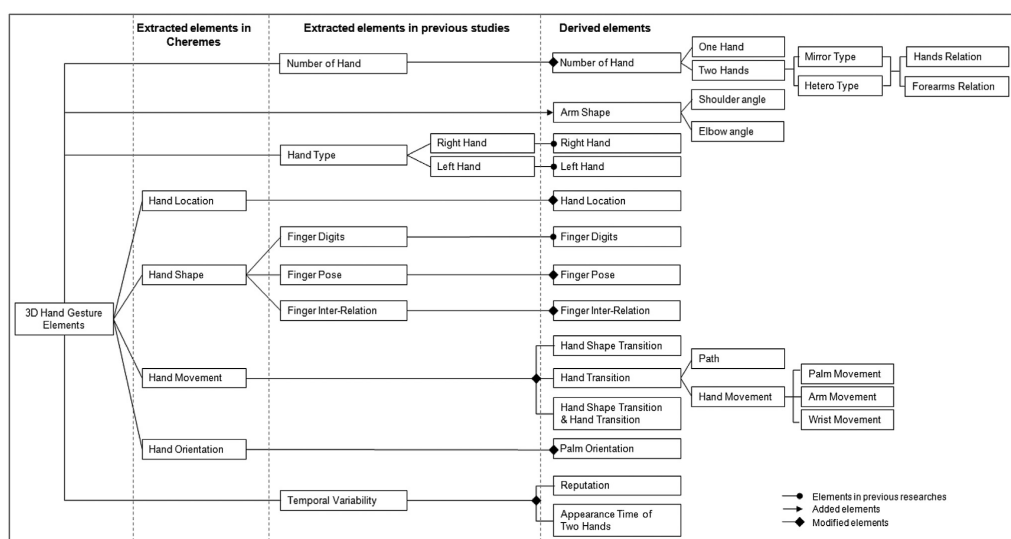 Extracted elements in
Cheremes
Extracted elements in previous studies
Derived elements
Number of Hand
Number of Hand
One Hand
Two Hands
Mirror Type
Hetero Type
Hands Relation
Forearms Relation
Arm Shape
Shoulder angle
Elbow angle
Hand Type
Right Hand
Left Hand
Right Hand
Left Hand
Hand Location
Hand Location
Hand Shape
Finger Digits
Finger Digits
Finger Pose
Finger Pose
Finger Inter-Relation
Finger Inter-Relation
3D Hand Gesture
Elements
Hand Movement
Hand Shape Transition
Hand Transition
Hand Shape Transition
& Hand Transition
Path
Hand Movement
Palm Movement
Arm Movement
Wrist Movement
Hand Orientation
Palm Orientation
Temporal Variability
Reputation
Appearance Time of
Two Hands
Elements in previous researches
Added elements
Modified elements